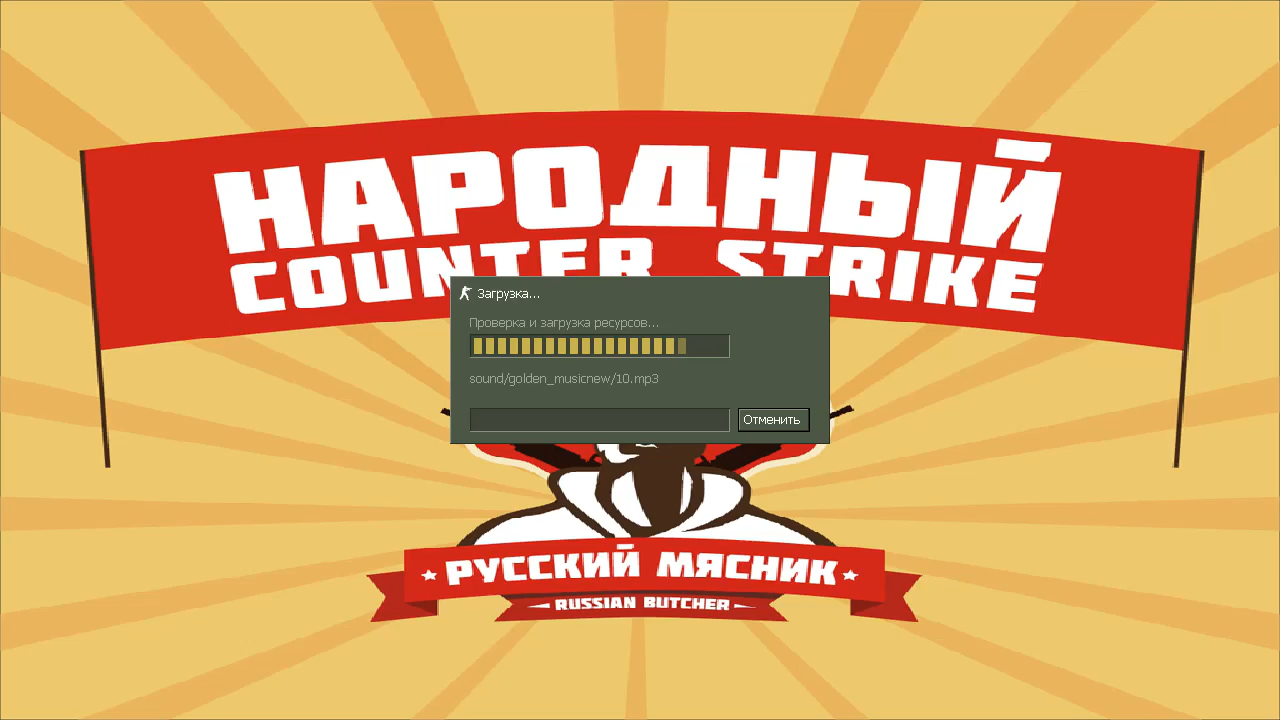 НАРОДНЫЙ
COUNTER STRIKE
Загрузка...
Проверка и загрузка ресурсов...
sound/golden_musicnew/10.mp3
Отменить
РУССКИЙ МЯСНИК
RUSSIAN BUTCHER